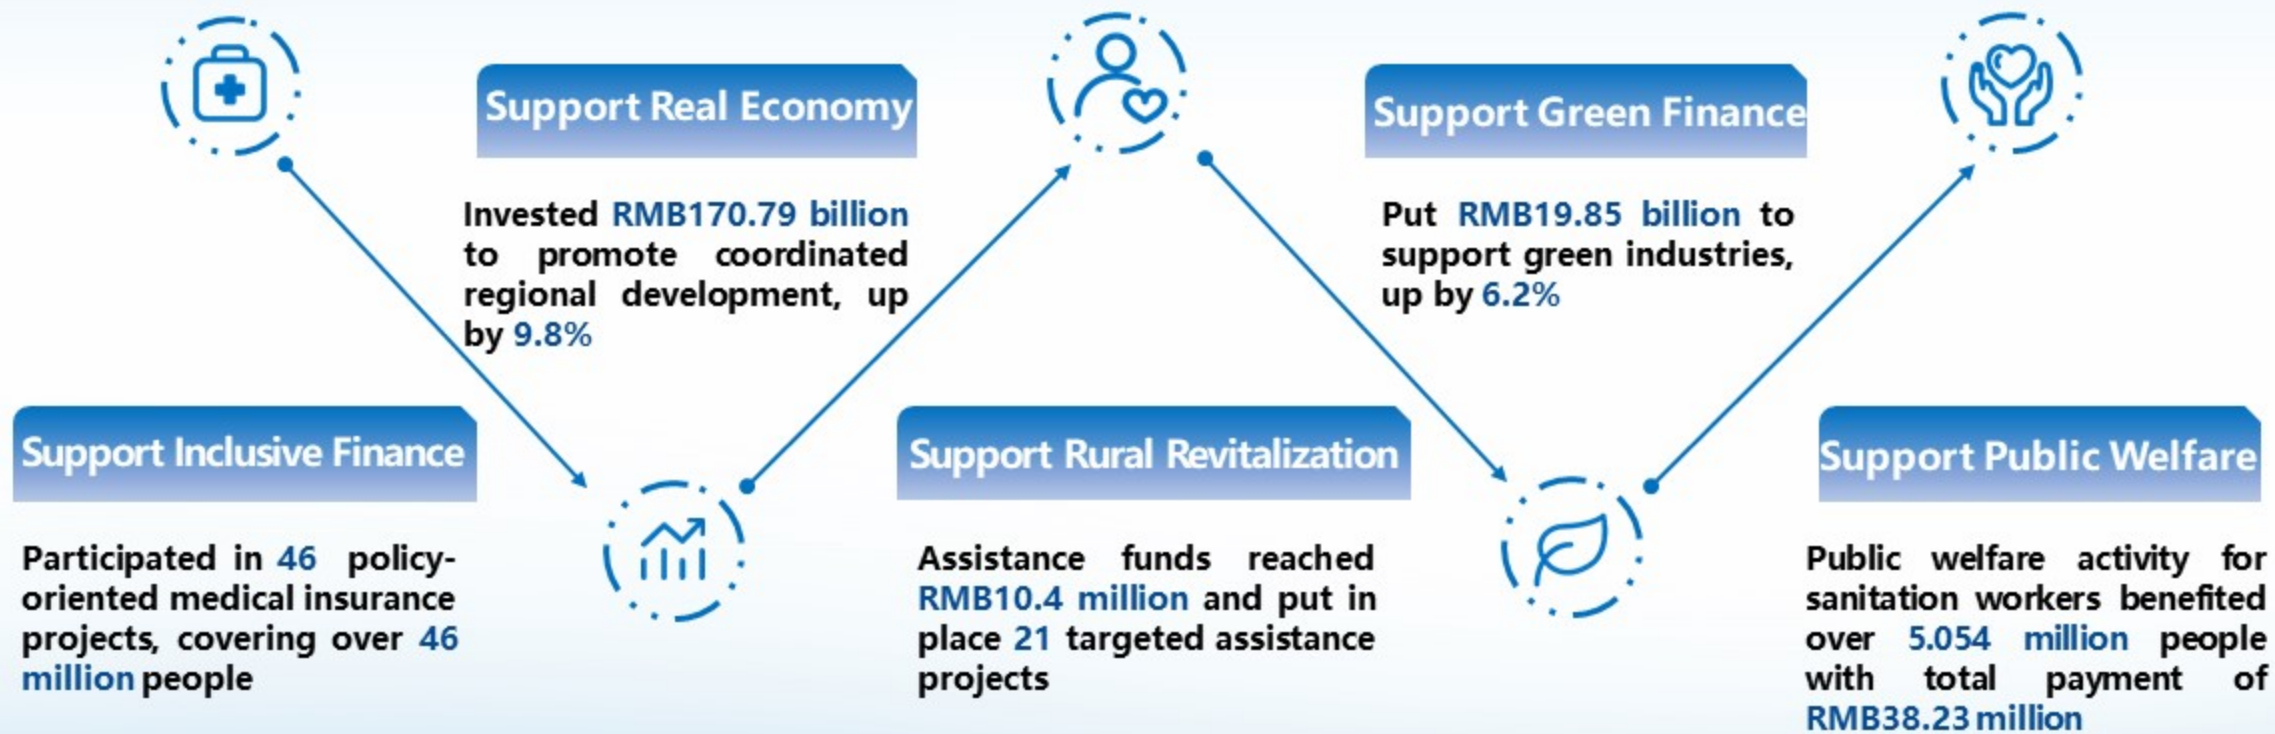 Support Inclusive Finance
Participated in 46 policy-
oriented medical insurance
projects, covering over 46
million people
Support Real Economy
Invested RMB170.79 billion
to promote coordinated
regional development, up
by 9.8%
Support Rural Revitalization
Assistance funds reached
RMB10.4 million and put in
place 21 targeted assistance
projects
Support Green Finance
Put RMB19.85 billion to
support green industries,
up by 6.2%
Support Public Welfare
Public welfare activity for
sanitation workers benefited
over 5.054 million people
with total payment of
RMB38.23 million